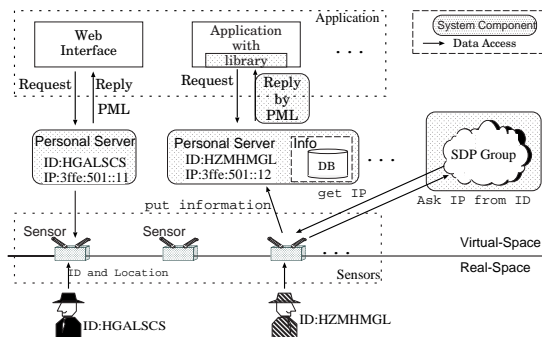 Application
System Component
Data Access
Web
Interface
Application
with
library
. . .
Request
Reply
PML
Request
Reply
by
PML
Personal Server
ID:HGALSCS
IP:3ffe:501::11
Personal Server
ID:HZMHMGL
IP:3ffe:501::12
Info
DB
. . .
SDP Group
get IP
Ask IP from ID
put information
Sensor
Sensor
. . .
Virtual-Space
Real-Space
ID and Location
Sensors
ID:HGALSCS
ID:HZMHMGL